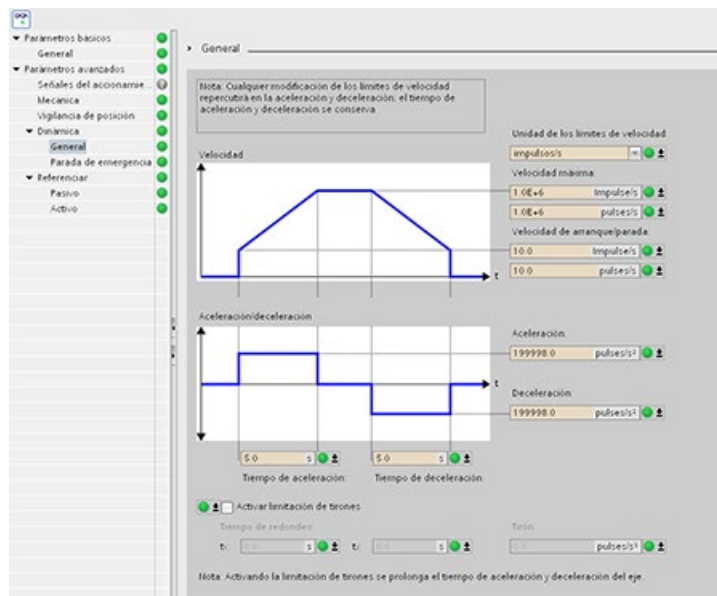 Parámetros básicos
General
Parámetros avanzados
Señales del accionamie...
Mecánica
Vigilancia de posición
Dinámica
General
Parada de emergencia
Referenciar
Pasivo
Activo
General
Nota: Cualquier modificación de los límites de velocidad
repercutirá en la aceleración y deceleración; el tiempo de
aceleración y deceleración se conserva
Unidad de los límites de velocidad
impulsos/s
Velocidad
Velocidad máxima:
1.0E+6 Impulse/s
1.0E+6 pulses/s
Velocidad de arranque/parada:
10.0 Impulse/s
10.0 pulses/s
t
Aceleración/deceleración
Aceleración:
199998.0 pulses/s²
t
Deceleración:
199998.0 pulses/s²
5.0 s
5.0 s
Tiempo de aceleración:
Tiempo de deceleración:
Activar limitación de tirones
Tiempo de redondeo:
Tirón:
s
s
pulses/s³
Nota: Activando la limitación de tirones se prolonga el tiempo de aceleración y deceleración del eje.